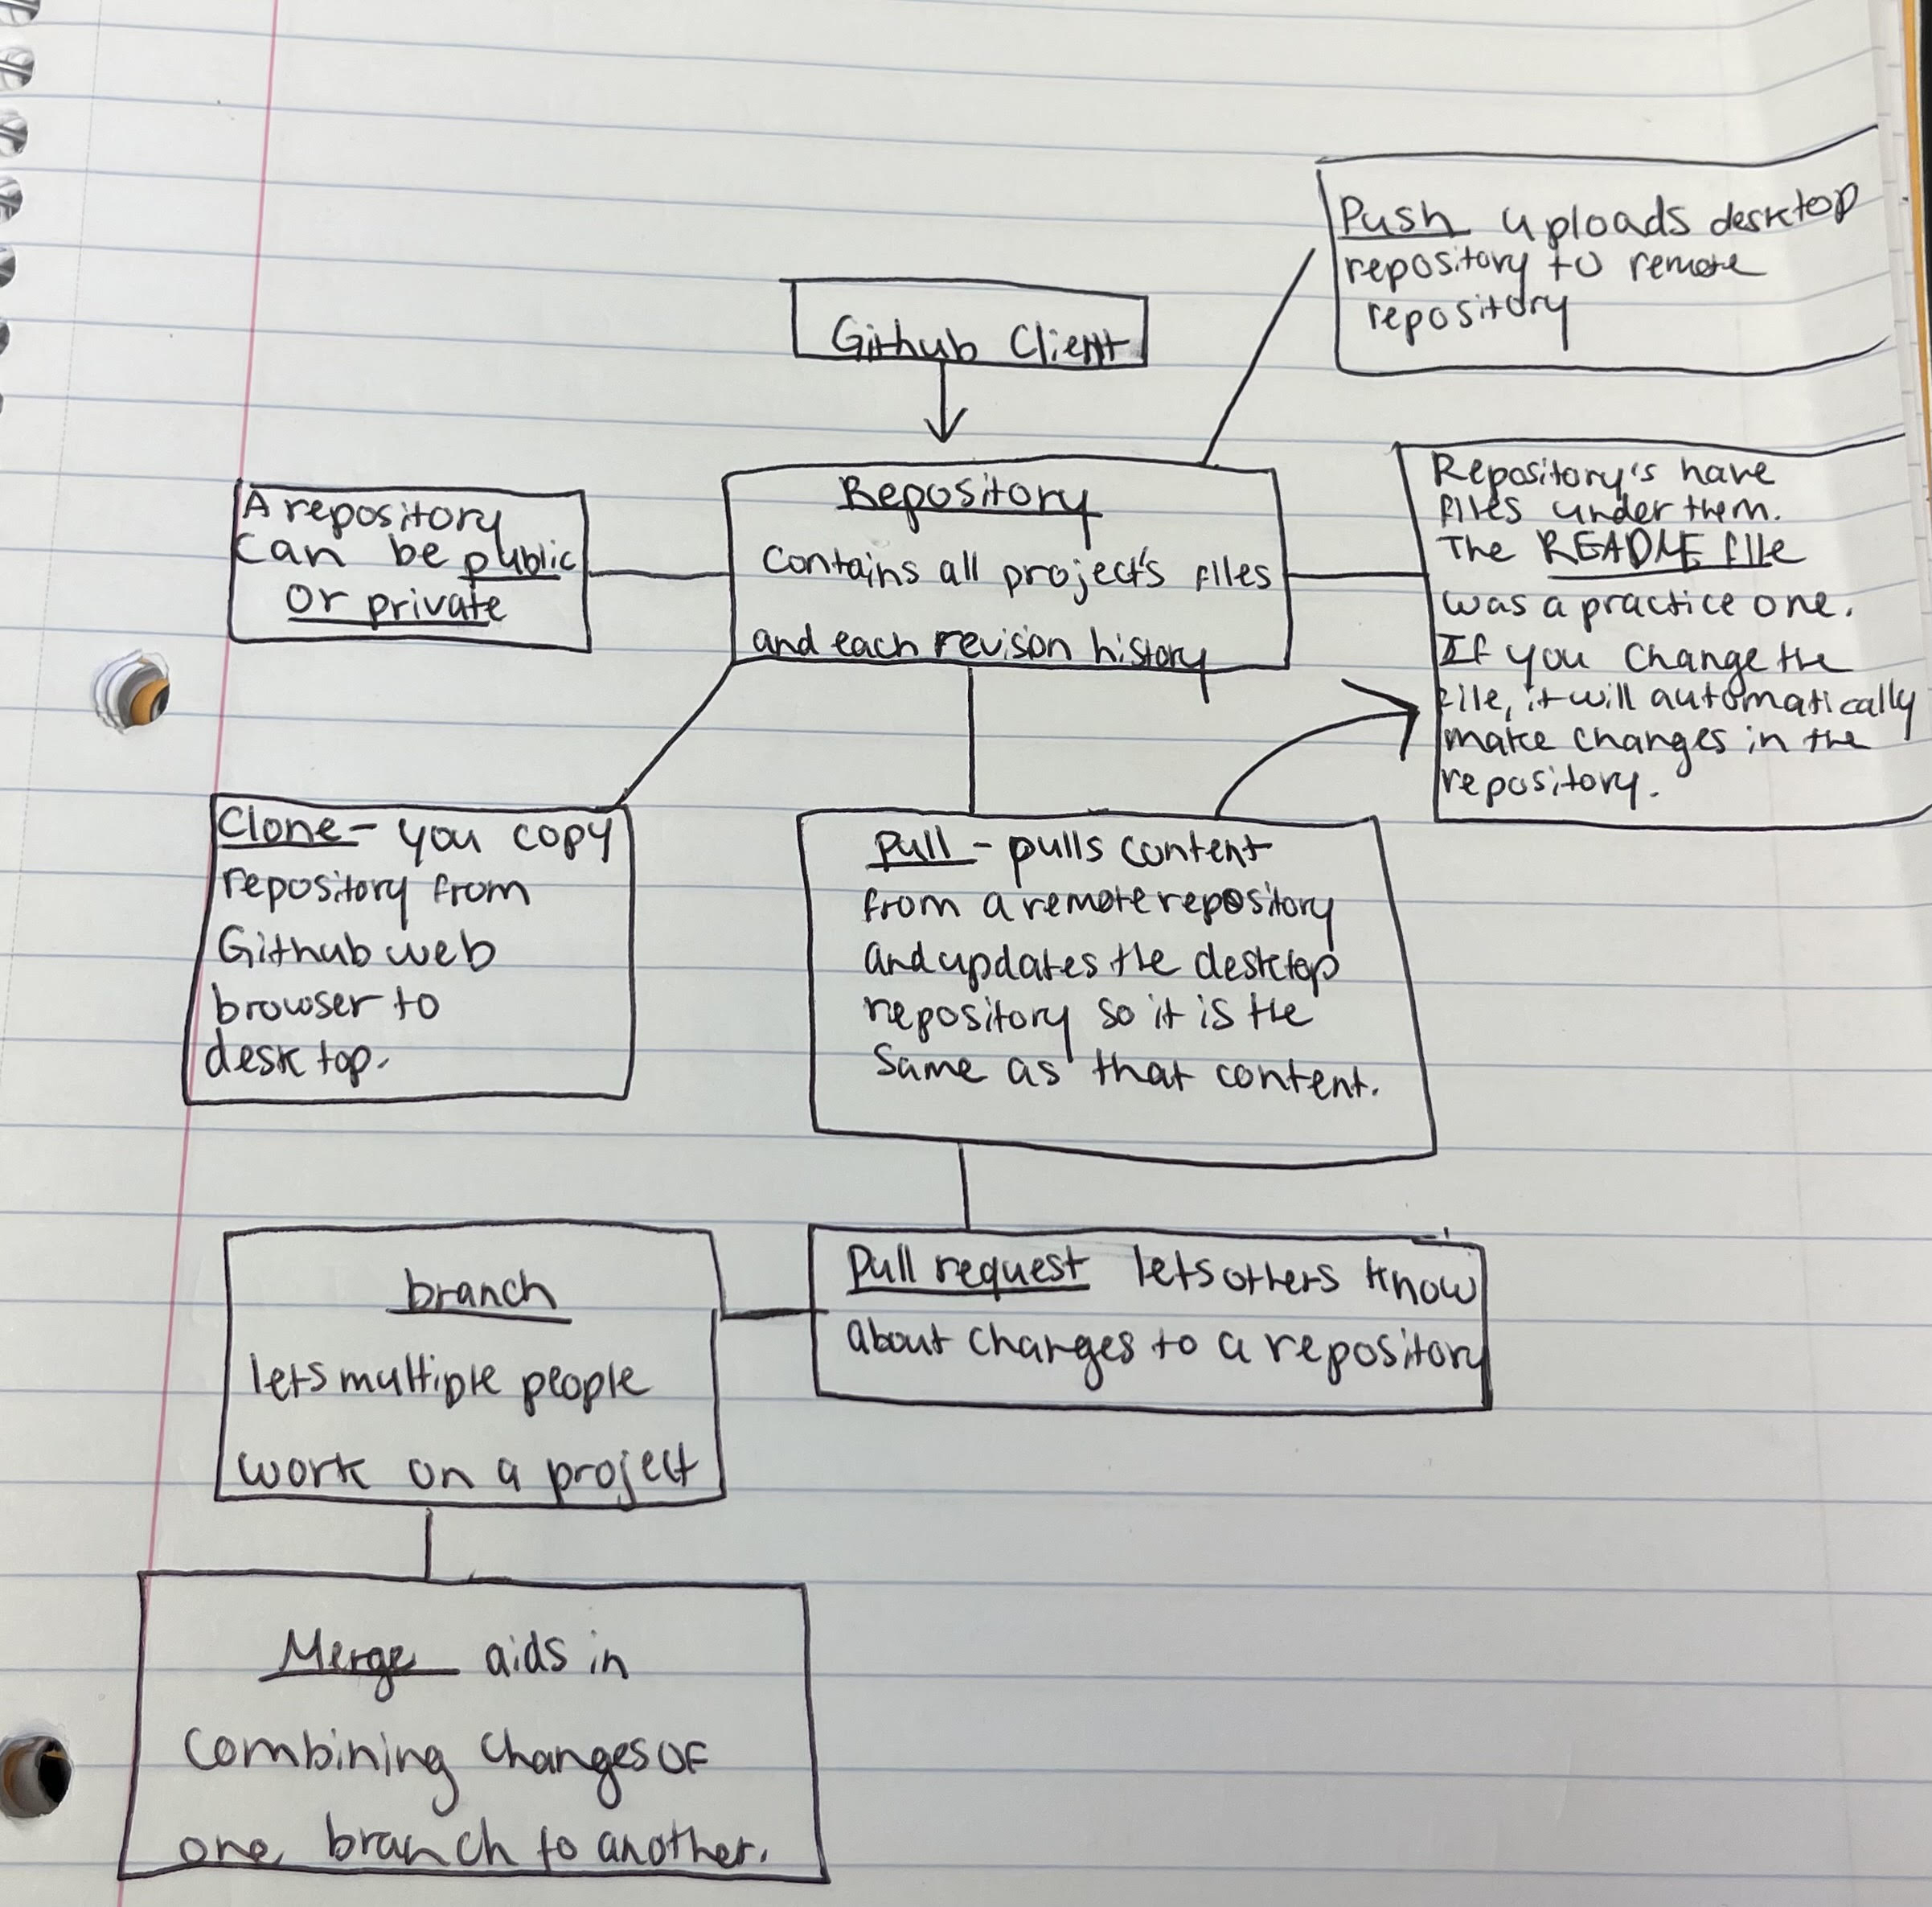 Push uploads desktop
repository to remote
repository
Github Client
A repository
can be public
or private
Repository
contains all project's files
and each revision history
Repository's have
files under them.
The README file
was a practice one.
If you change the
file, it will automatically
make changes in the
repository.
Clone - you copy
repository from
Github web
browser to
desktop.
Pull - pulls content
from a remote repository
and updates the desktop
repository so it is the
same as that content.
Pull request lets others know
about changes to a repository
branch
lets multiple people
work on a project
Merge aids in
combining changes of
one branch to another.